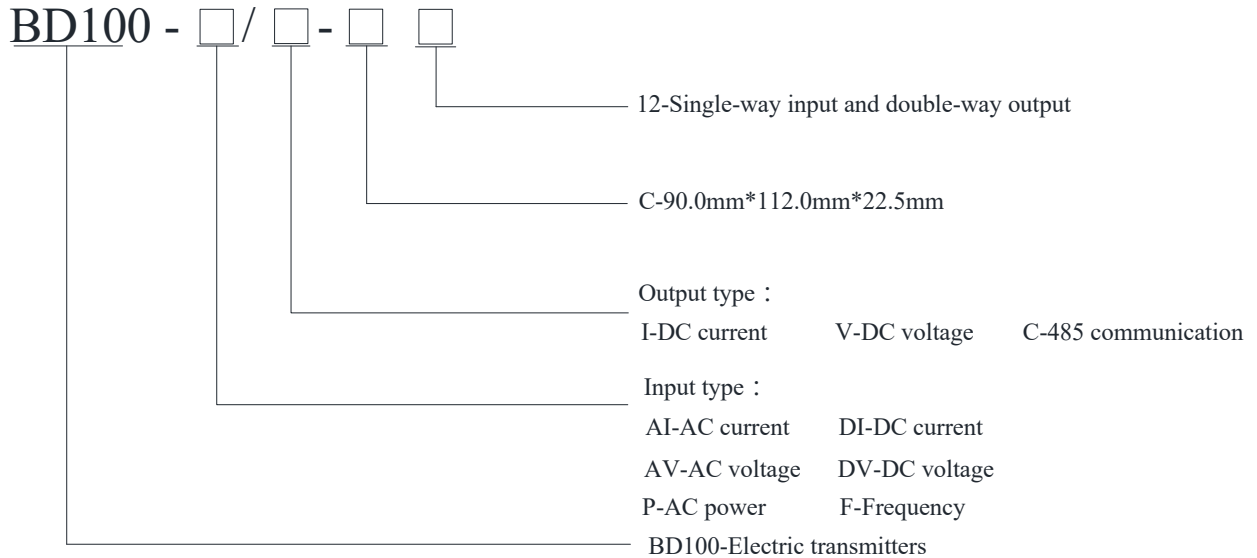 BD100 - □ / □ - □ □
12-Single-way input and double-way output
C-90.0mm*112.0mm*22.5mm
Output type：
I-DC current V-DC voltage C-485 communication
Input type：
AI-AC current DI-DC current
AV-AC voltage DV-DC voltage
P-AC power F-Frequency
BD100-Electric transmitters